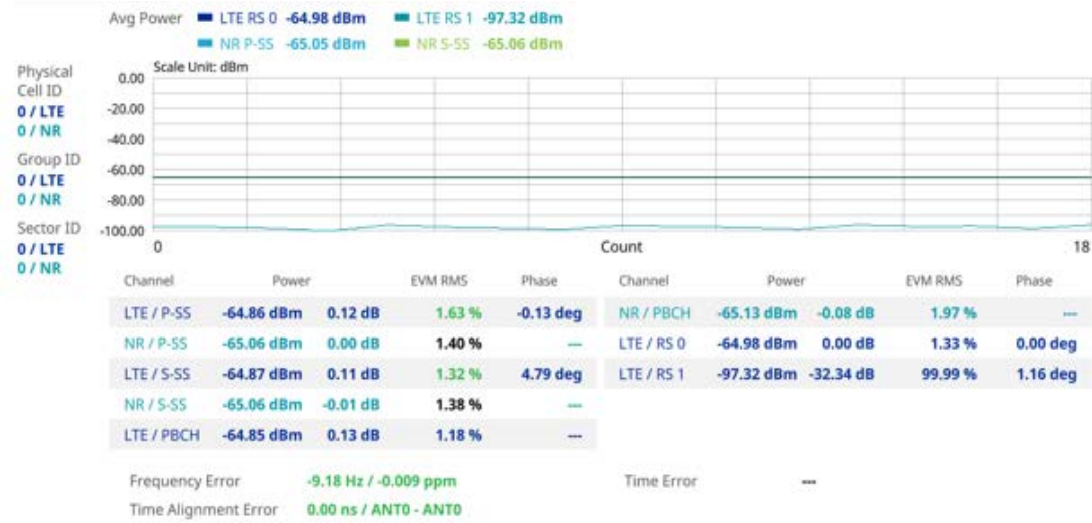 Avg Power LTE RS 0 -64.98 dBm LTE RS 1 -97.32 dBm
NR P-SS -65.05 dBm NR S-SS -65.06 dBm
Physical
Cell ID
0 / LTE
0 / NR
Group ID
0 / LTE
0 / NR
Sector ID
0 / LTE
0 / NR
Scale Unit: dBm
0.00
-20.00
-40.00
-60.00
-80.00
-100.00
0 Count 18
Channel Power EVM RMS Phase Channel Power EVM RMS Phase
LTE / P-SS -64.86 dBm 0.12 dB 1.63 % -0.13 deg NR / PBCH -65.13 dBm -0.08 dB 1.97 % ---
NR / P-SS -65.06 dBm 0.00 dB 1.40 % --- LTE / RS 0 -64.98 dBm 0.00 dB 1.33 % 0.00 deg
LTE / S-SS -64.87 dBm 0.11 dB 1.32 % 4.79 deg LTE / RS 1 -97.32 dBm -32.34 dB 99.99 % 1.16 deg
NR / S-SS -65.06 dBm -0.01 dB 1.38 % ---
LTE / PBCH -64.85 dBm 0.13 dB 1.18 % ---
Frequency Error -9.18 Hz / -0.009 ppm Time Error ---
Time Alignment Error 0.00 ns / ANT0 - ANT0